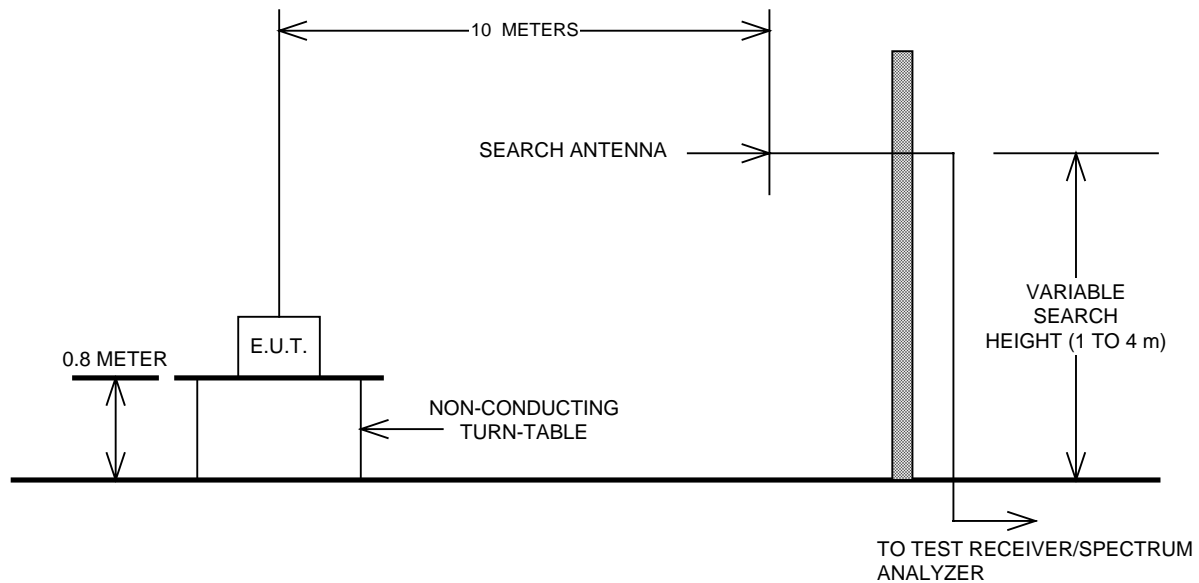 10 METERS
SEARCH ANTENNA
VARIABLE
SEARCH
HEIGHT (1 TO 4 m)
E.U.T.
0.8 METER
NON-CONDUCTING
TURN-TABLE
TO TEST RECEIVER/SPECTRUM
ANALYZER